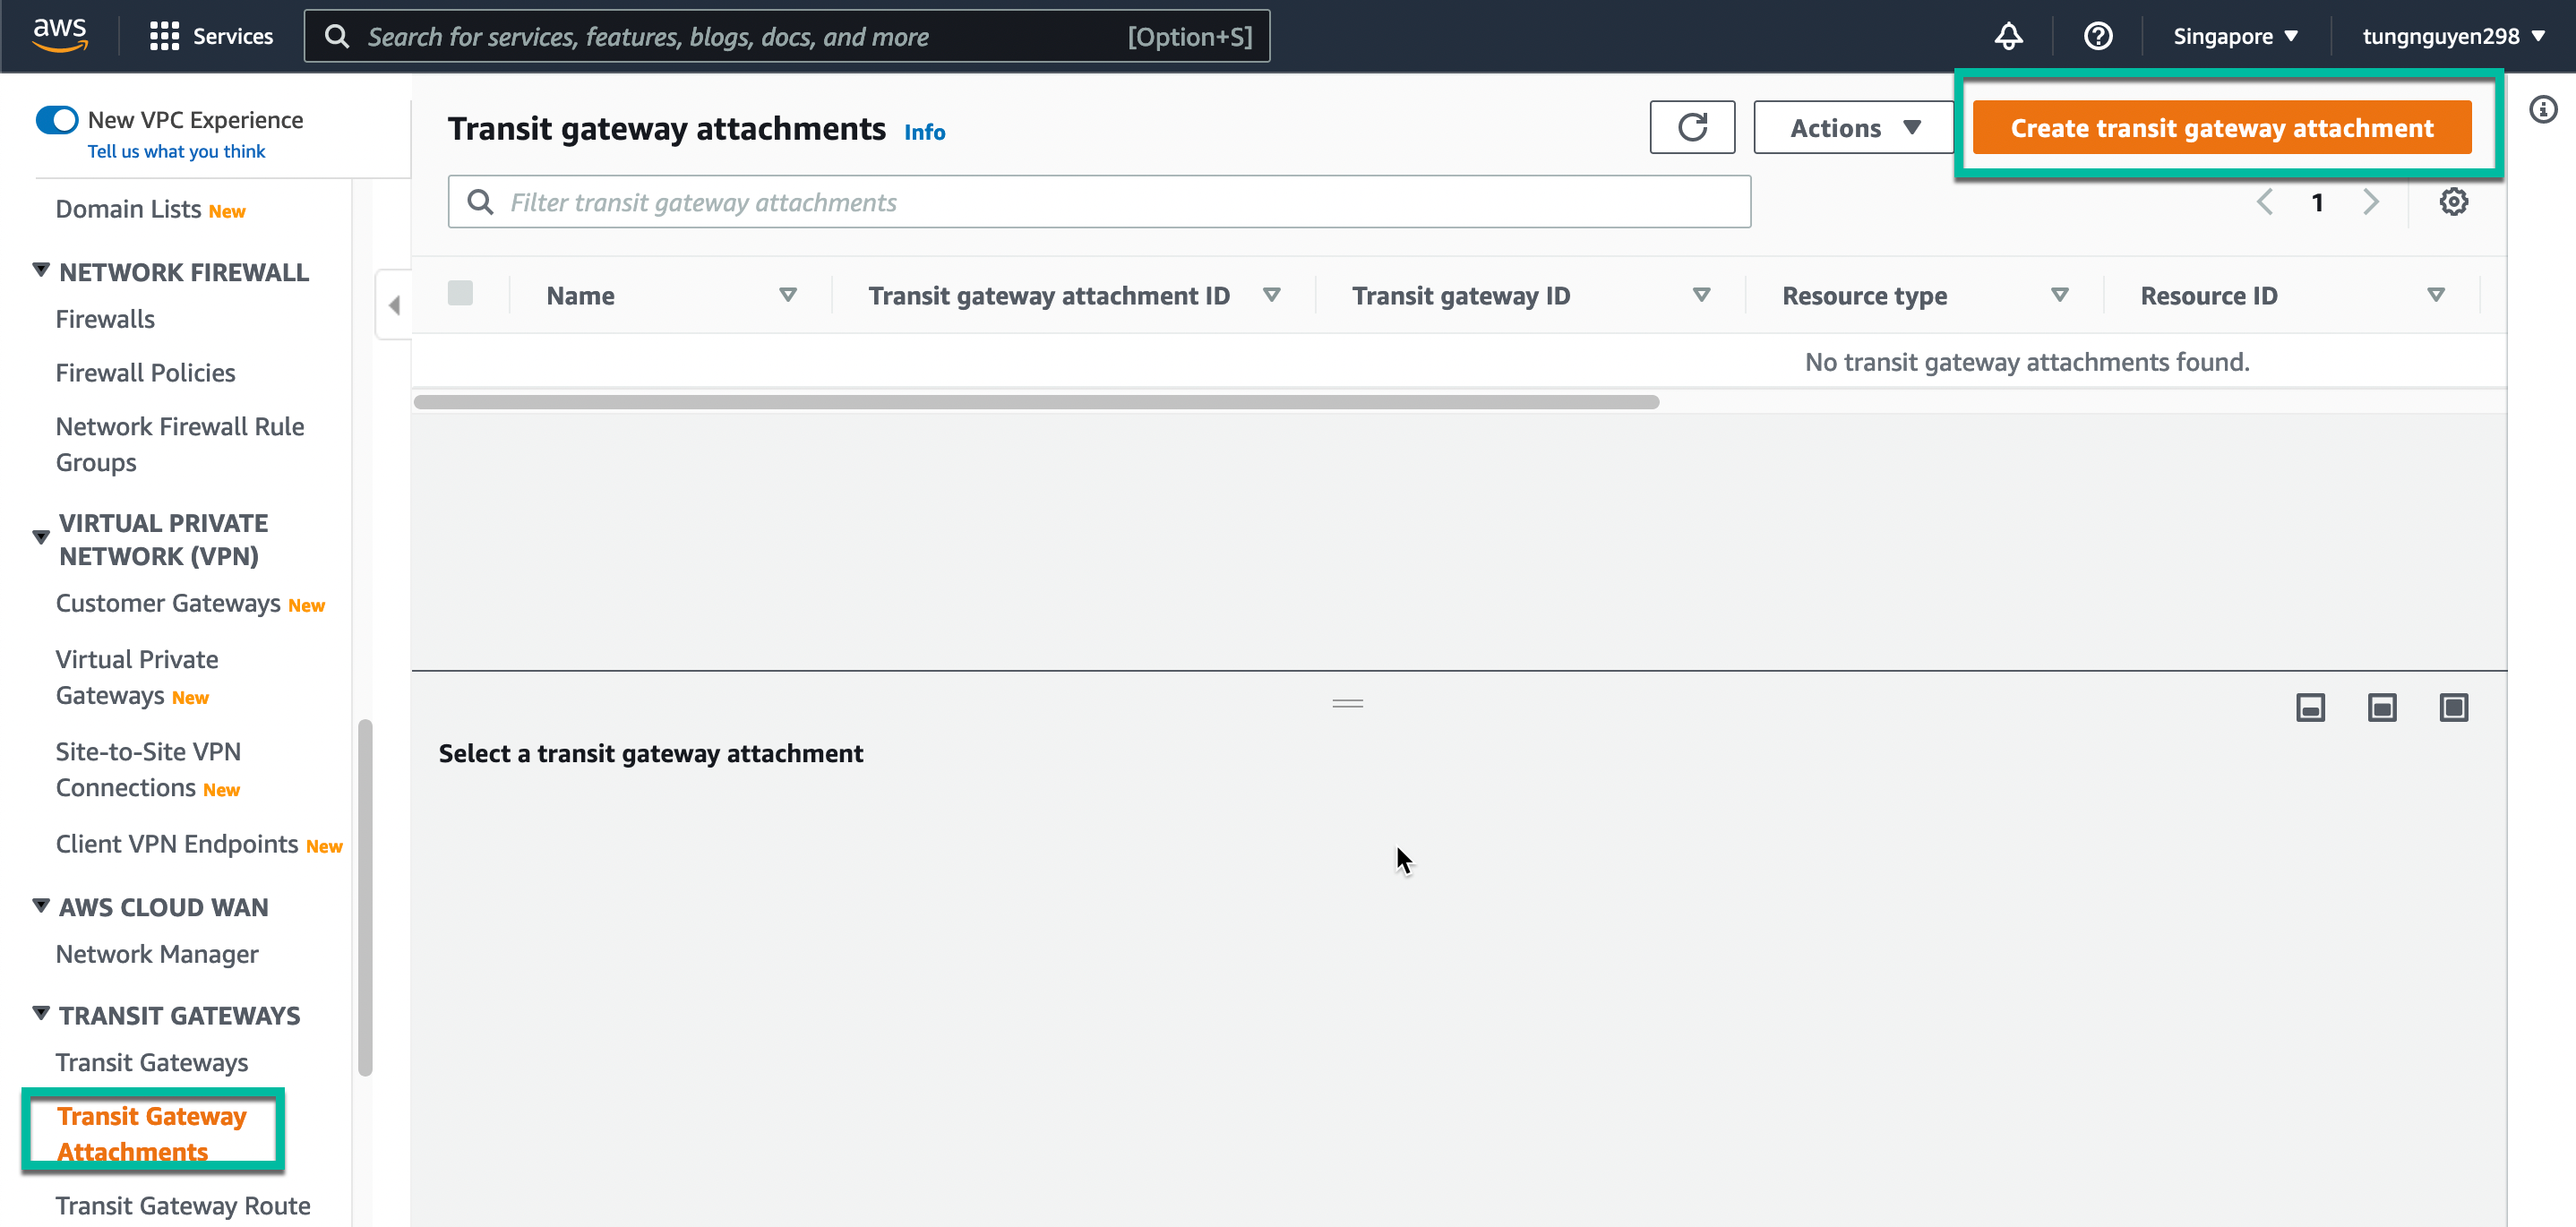 aws
Services
Search for services, features, blogs, docs, and more
[Option+S]
Singapore
tungnguyen298
New VPC Experience
Tell us what you think
Domain Lists New
NETWORK FIREWALL
Firewalls
Firewall Policies
Network Firewall Rule
Groups
VIRTUAL PRIVATE
NETWORK (VPN)
Customer Gateways New
Virtual Private
Gateways New
Site-to-Site VPN
Connections New
Client VPN Endpoints New
AWS CLOUD WAN
Network Manager
TRANSIT GATEWAYS
Transit Gateways
Transit Gateway
Attachments
Transit Gateway Route
Transit gateway attachments Info
Actions
Create transit gateway attachment
Filter transit gateway attachments
1
Name
Transit gateway attachment ID
Transit gateway ID
Resource type
Resource ID
No transit gateway attachments found.
Select a transit gateway attachment